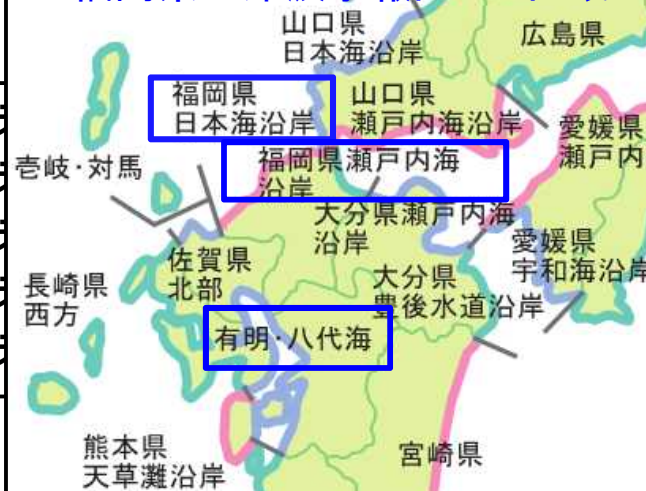 山口県
日本海沿岸
広島県
福岡県
日本海沿岸
山口県
瀬戸内海沿岸
愛媛県
瀬戸内
福岡県瀬戸内海
沿岸
壱岐・対馬
大分県瀬戸内海
沿岸
愛媛県
宇和海沿岸
佐賀県
北部
大分県
豊後水道沿岸
長崎県
西方
有明・八代海
熊本県
天草灘沿岸
宮崎県